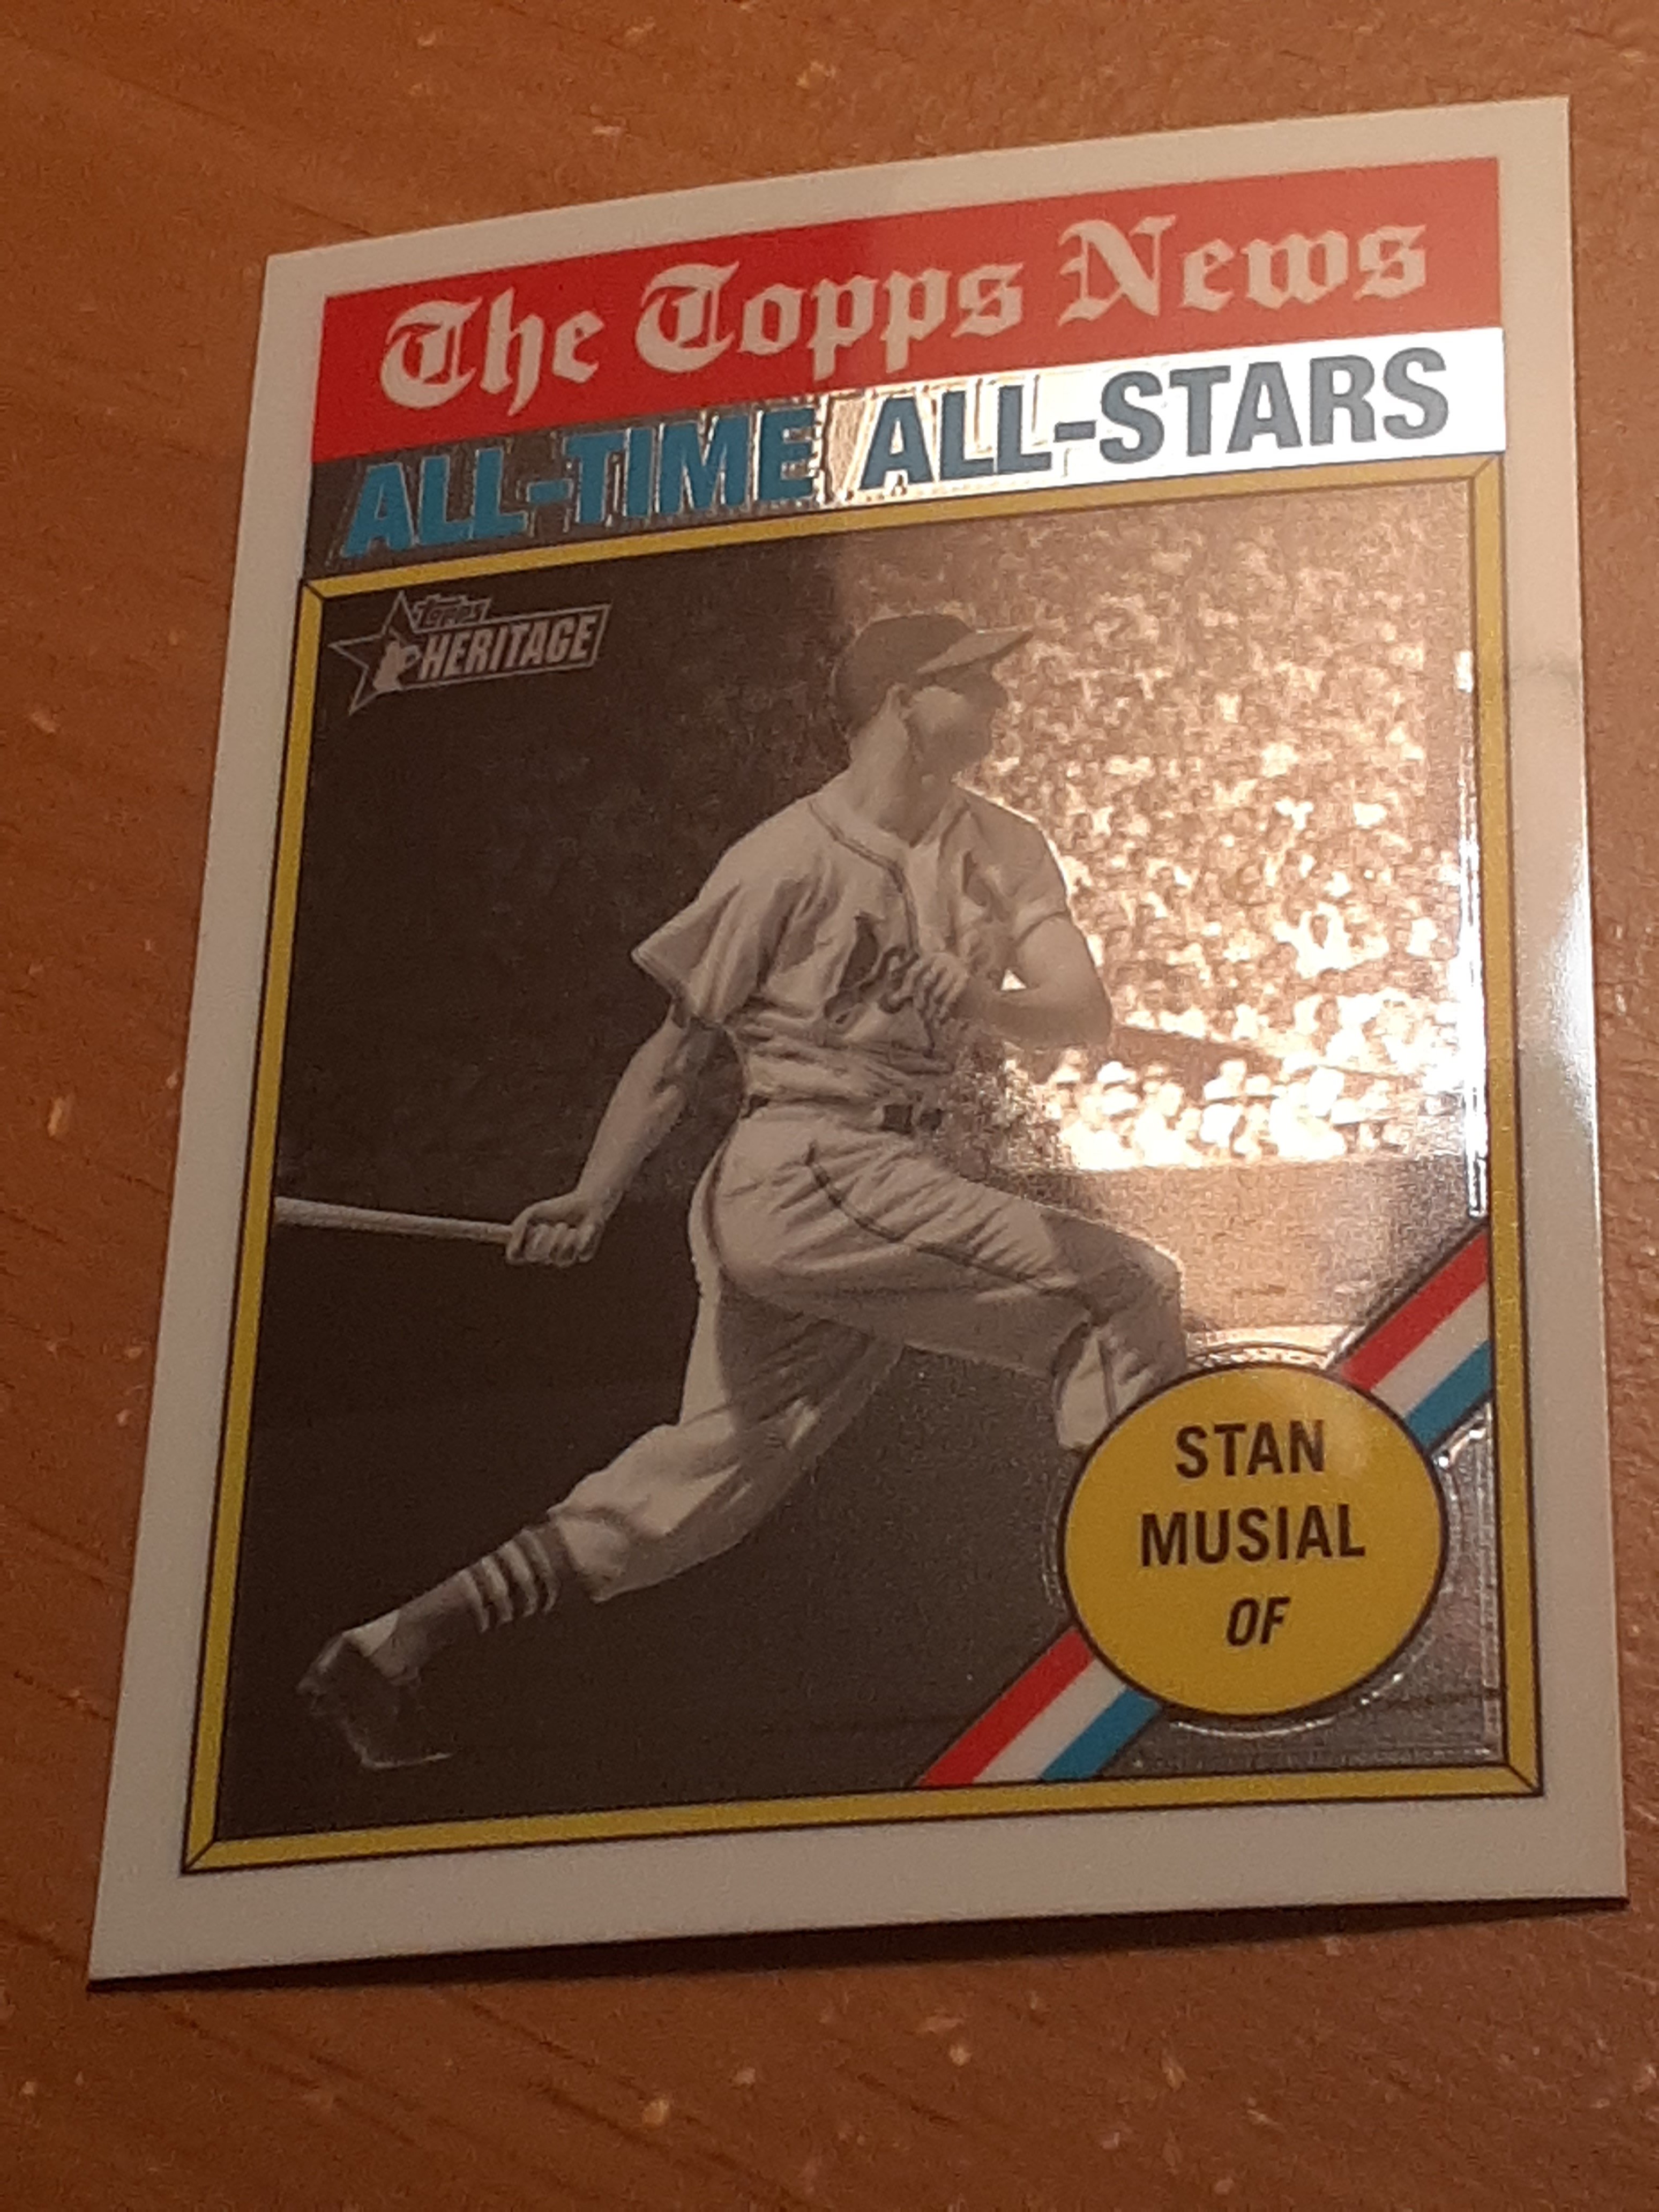 The Topps News
ALL-TIME ALL-STARS
Topps
HERITAGE
STAN
MUSIAL
OF